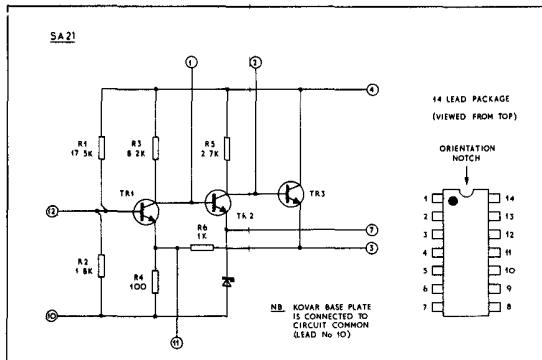 SA21
1
2
4
R1
17.5K
R3
8.2K
R5
2.7K
TR1
TR2
TR3
12
7
R6
1K
3
R2
1.8K
R4
100
10
11
NB. KOVAR BASE PLATE
IS CONNECTED TO
CIRCUIT COMMON
(LEAD No 10)
14 LEAD PACKAGE
(VIEWED FROM TOP)
ORIENTATION
NOTCH
1 14
2 13
3 12
4 11
5 10
6 9
7 8